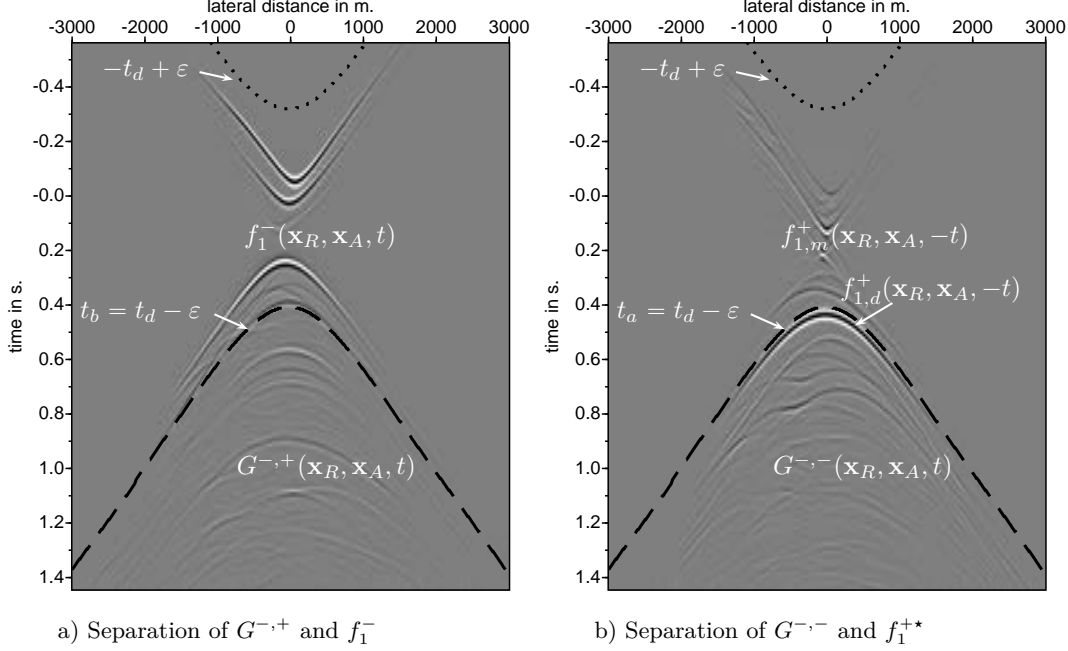 lateral distance in m.
-3000 -2000 -1000 0 1000 2000 3000
-0.4
-0.2
-0.0
0.2
0.4
0.6
0.8
1.0
1.2
1.4
time in s.
−t_d + ε
f_1^−(x_R, x_A, t)
t_b = t_d − ε
G^{−,+}(x_R, x_A, t)
a) Separation of G^{−,+} and f_1^−
lateral distance in m.
-3000 -2000 -1000 0 1000 2000 3000
-0.4
-0.2
-0.0
0.2
0.4
0.6
0.8
1.0
1.2
1.4
time in s.
−t_d + ε
f_{1,m}^+(x_R, x_A, −t)
f_{1,d}^+(x_R, x_A, −t)
t_a = t_d − ε
G^{−,−}(x_R, x_A, t)
b) Separation of G^{−,−} and f_1^{+⋆}